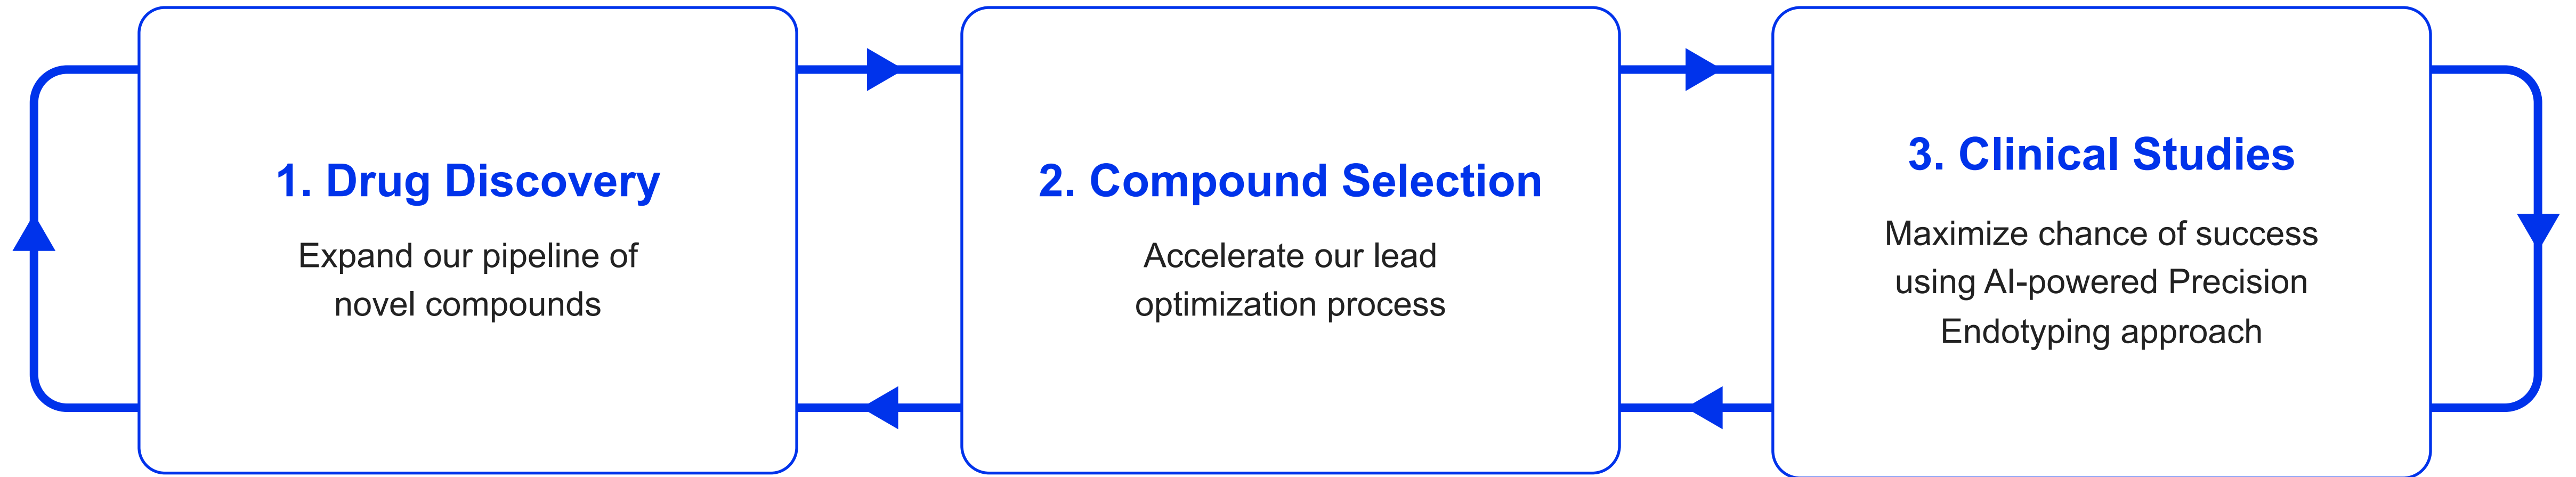 1. Drug Discovery
Expand our pipeline of
novel compounds
2. Compound Selection
Accelerate our lead
optimization process
3. Clinical Studies
Maximize chance of success
using AI-powered Precision
Endotyping approach